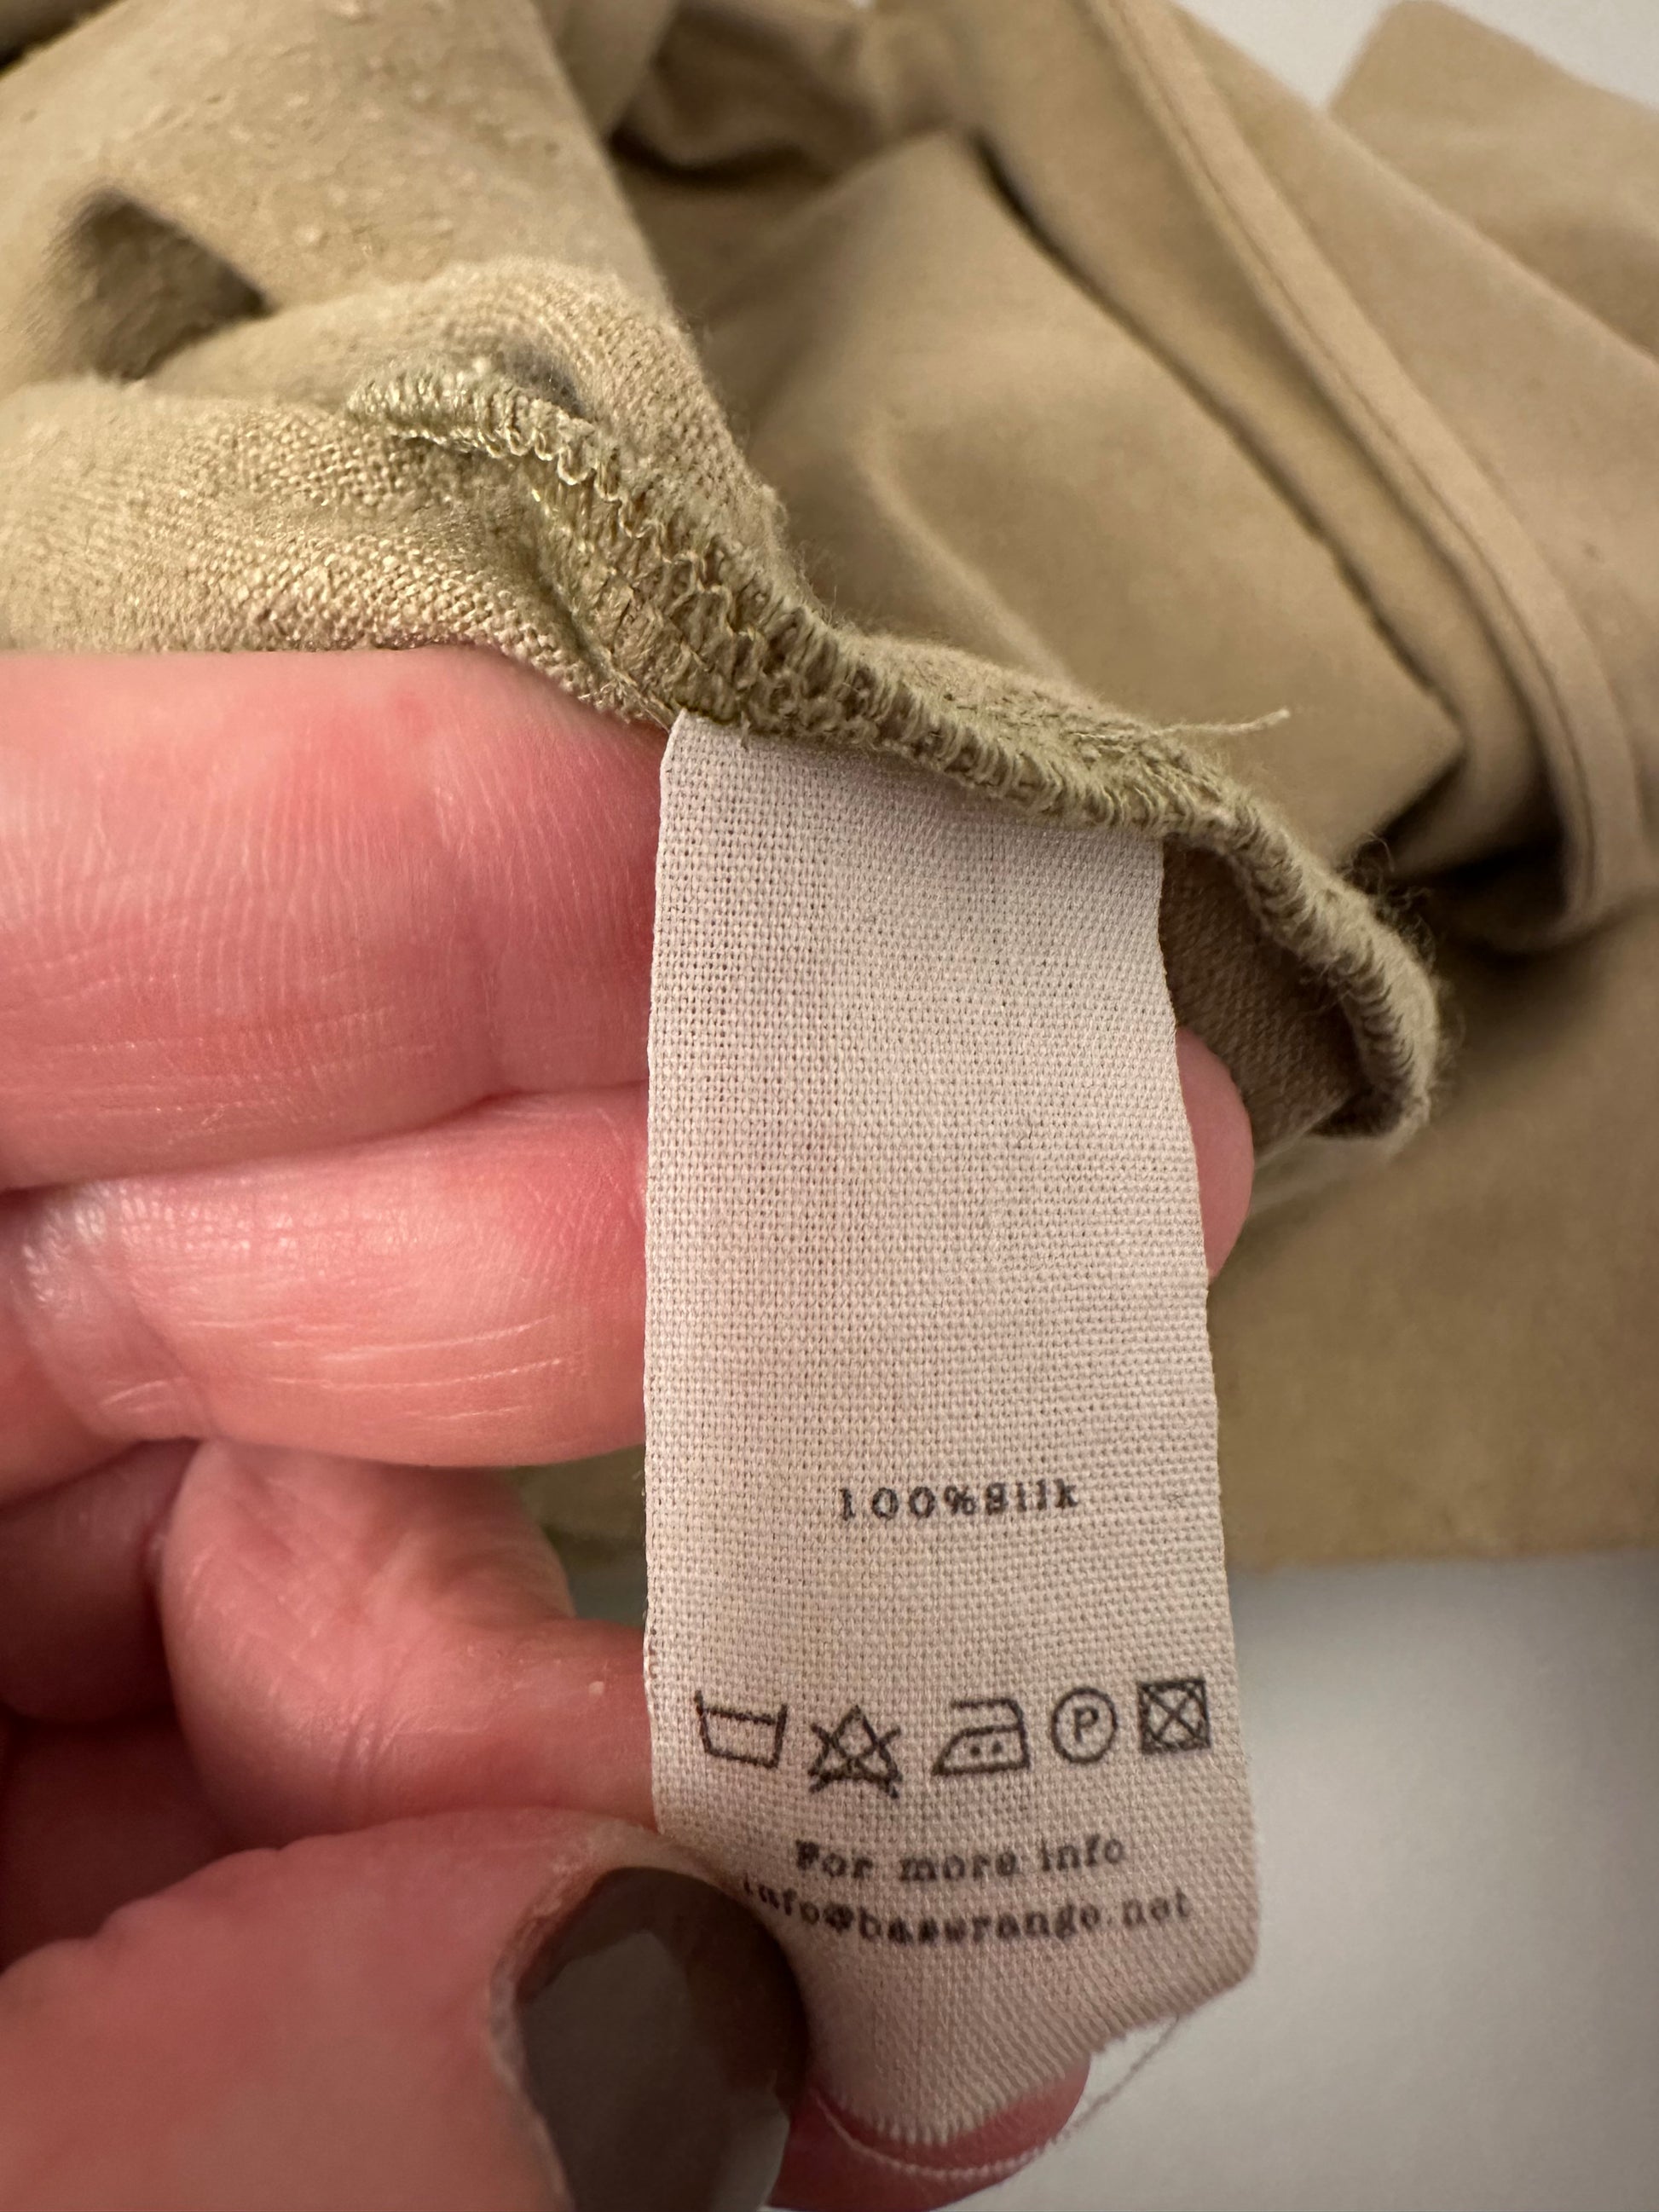 100%Silk
P
For more info
info@baserange.net